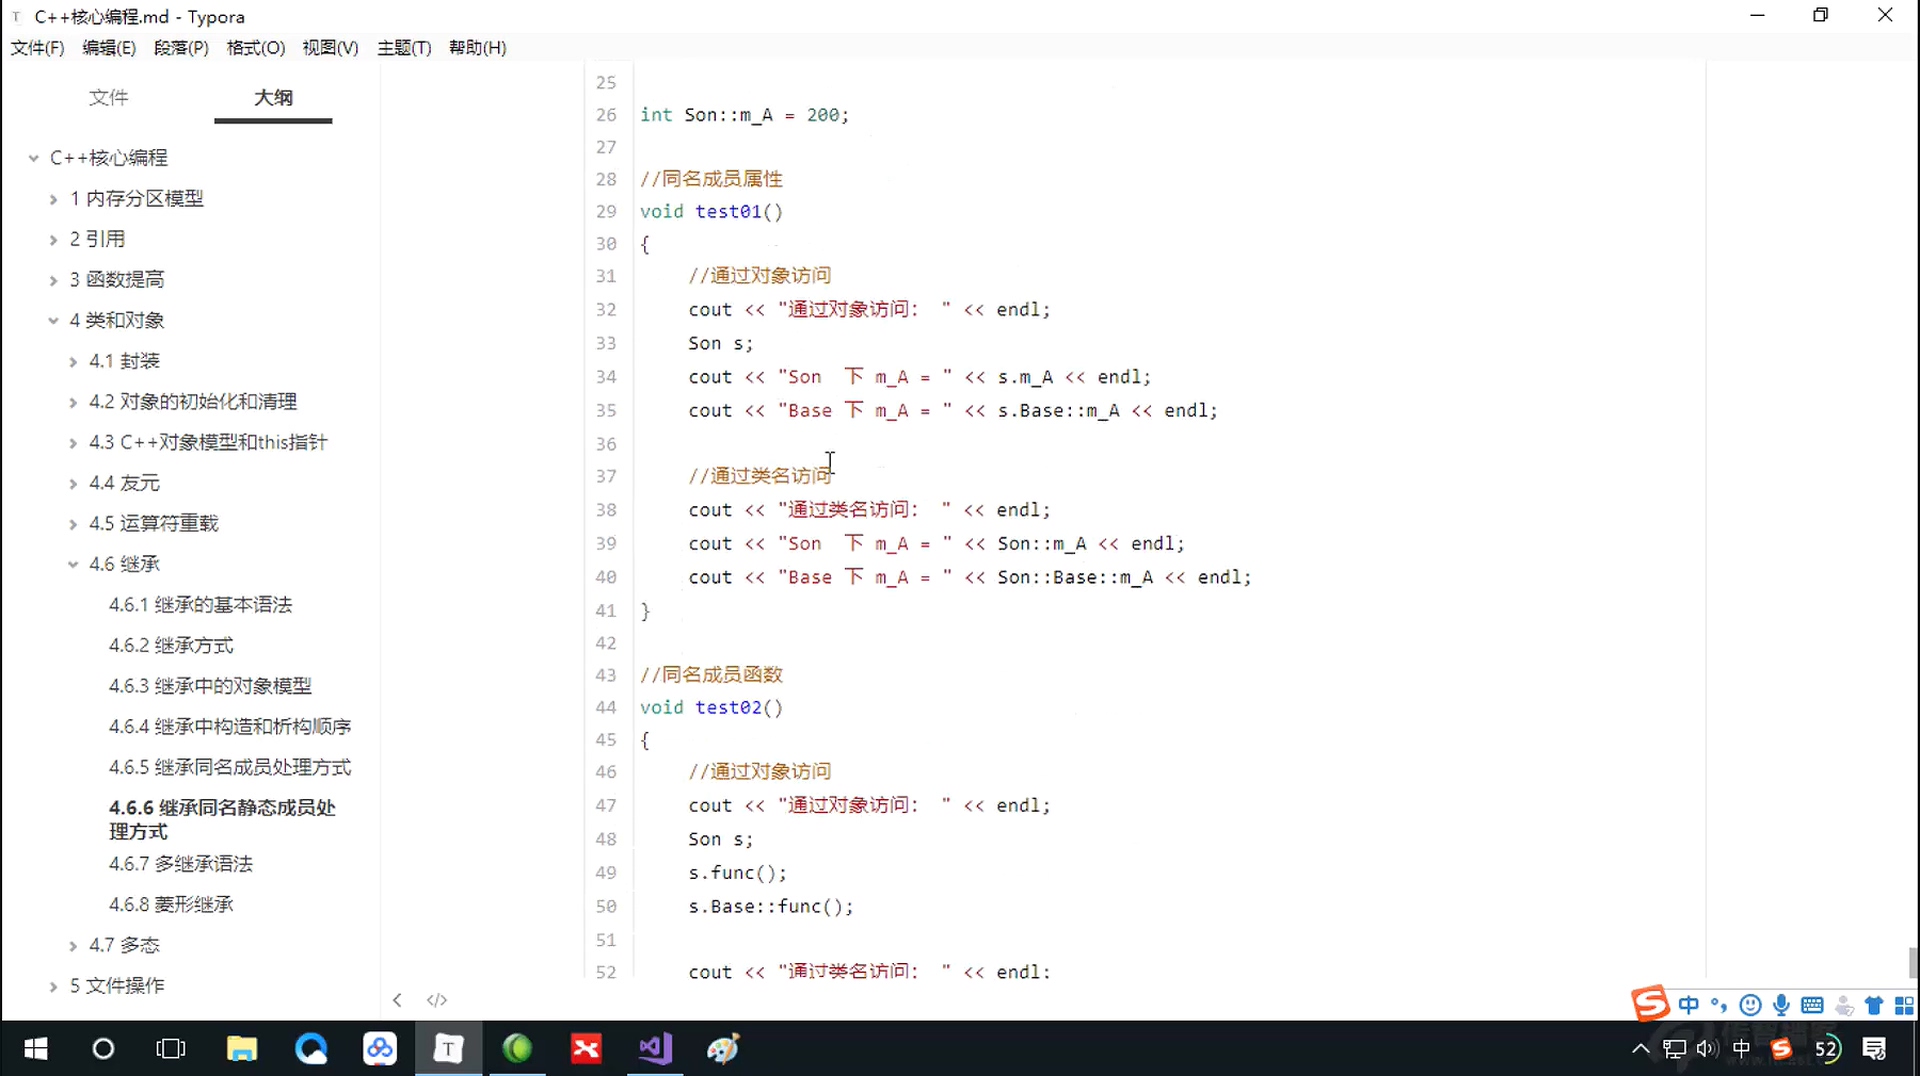 C++核心编程.md - Typora
文件(F) 编辑(E) 段落(P) 格式(O) 视图(V) 主题(T) 帮助(H)
文件 大纲
C++核心编程
1 内存分区模型
2 引用
3 函数提高
4 类和对象
4.1 封装
4.2 对象的初始化和清理
4.3 C++对象模型和this指针
4.4 友元
4.5 运算符重载
4.6 继承
4.6.1 继承的基本语法
4.6.2 继承方式
4.6.3 继承中的对象模型
4.6.4 继承中构造和析构顺序
4.6.5 继承同名成员处理方式
4.6.6 继承同名静态成员处
理方式
4.6.7 多继承语法
4.6.8 菱形继承
4.7 多态
5 文件操作
25
26 int Son::m_A = 200;
27
28 //同名成员属性
29 void test01()
30 {
31 //通过对象访问
32 cout << "通过对象访问： " << endl;
33 Son s;
34 cout << "Son  下 m_A = " << s.m_A << endl;
35 cout << "Base 下 m_A = " << s.Base::m_A << endl;
36
37 //通过类名访问
38 cout << "通过类名访问： " << endl;
39 cout << "Son  下 m_A = " << Son::m_A << endl;
40 cout << "Base 下 m_A = " << Son::Base::m_A << endl;
41 }
42
43 //同名成员函数
44 void test02()
45 {
46 //通过对象访问
47 cout << "通过对象访问： " << endl;
48 Son s;
49 s.func();
50 s.Base::func();
51
52 cout << "通过类名访问： " << endl;
</>
中
T
中
52